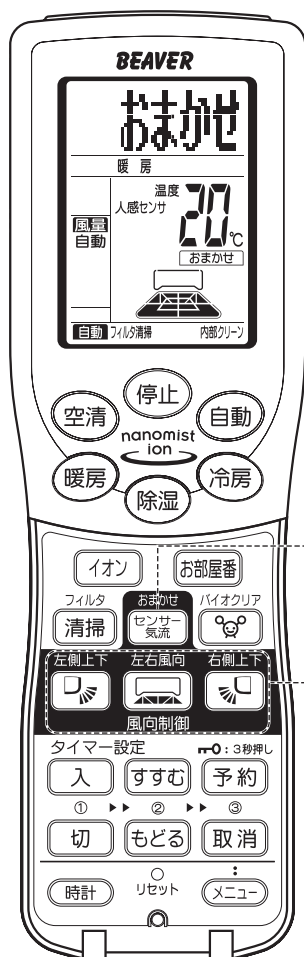 BEAVER
おまかせ
暖 房
温度
人感センサ
20℃
風量
自動
おまかせ
自動 フィルタ清掃 内部クリーン
停止
空清 自動
nanomist
ion
暖房 冷房
除湿
イオン お部屋番
フィルタ おまかせ バイオクリア
清掃 センサー
気流
左側上下 左右風向 右側上下
風向制御
タイマー設定 :3秒押し
入 すすむ 予約
① ▶▶ ② ▶▶ ③
切 もどる 取消
時計 リセット メニュー